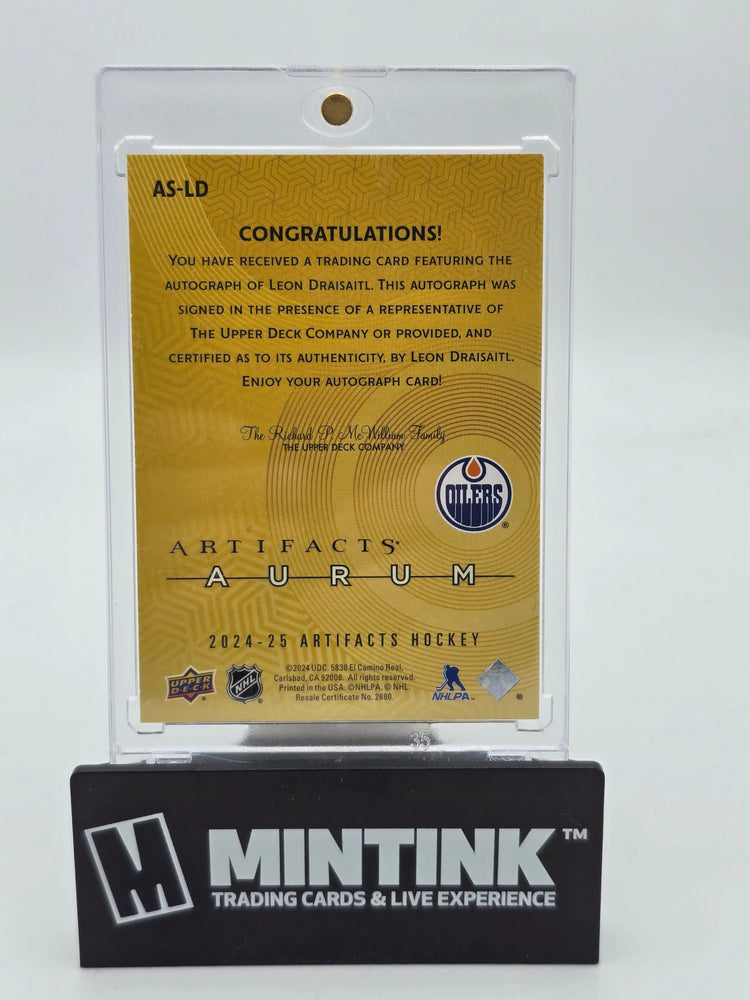 AS-LD
CONGRATULATIONS!
YOU HAVE RECEIVED A TRADING CARD FEATURING THE
AUTOGRAPH OF LEON DRAISAITL. THIS AUTOGRAPH WAS
SIGNED IN THE PRESENCE OF A REPRESENTATIVE OF
THE UPPER DECK COMPANY OR PROVIDED, AND
CERTIFIED AS TO ITS AUTHENTICITY, BY LEON DRAISAITL.
ENJOY YOUR AUTOGRAPH CARD!
The Richard P. McWilliam Family
THE UPPER DECK COMPANY
OILERS
®
ARTIFACTS®
AURUM
2024-25 ARTIFACTS HOCKEY
UPPER
DECK
NHL
®
©2024 UDC. 5830 El Camino Real,
Carlsbad, CA 92008. All rights reserved.
Printed in the USA. ©NHLPA. © NHL.
Resale Certificate No. 2880.
NHLPA™
®
35
M MINTINK™
TRADING CARDS & LIVE EXPERIENCE